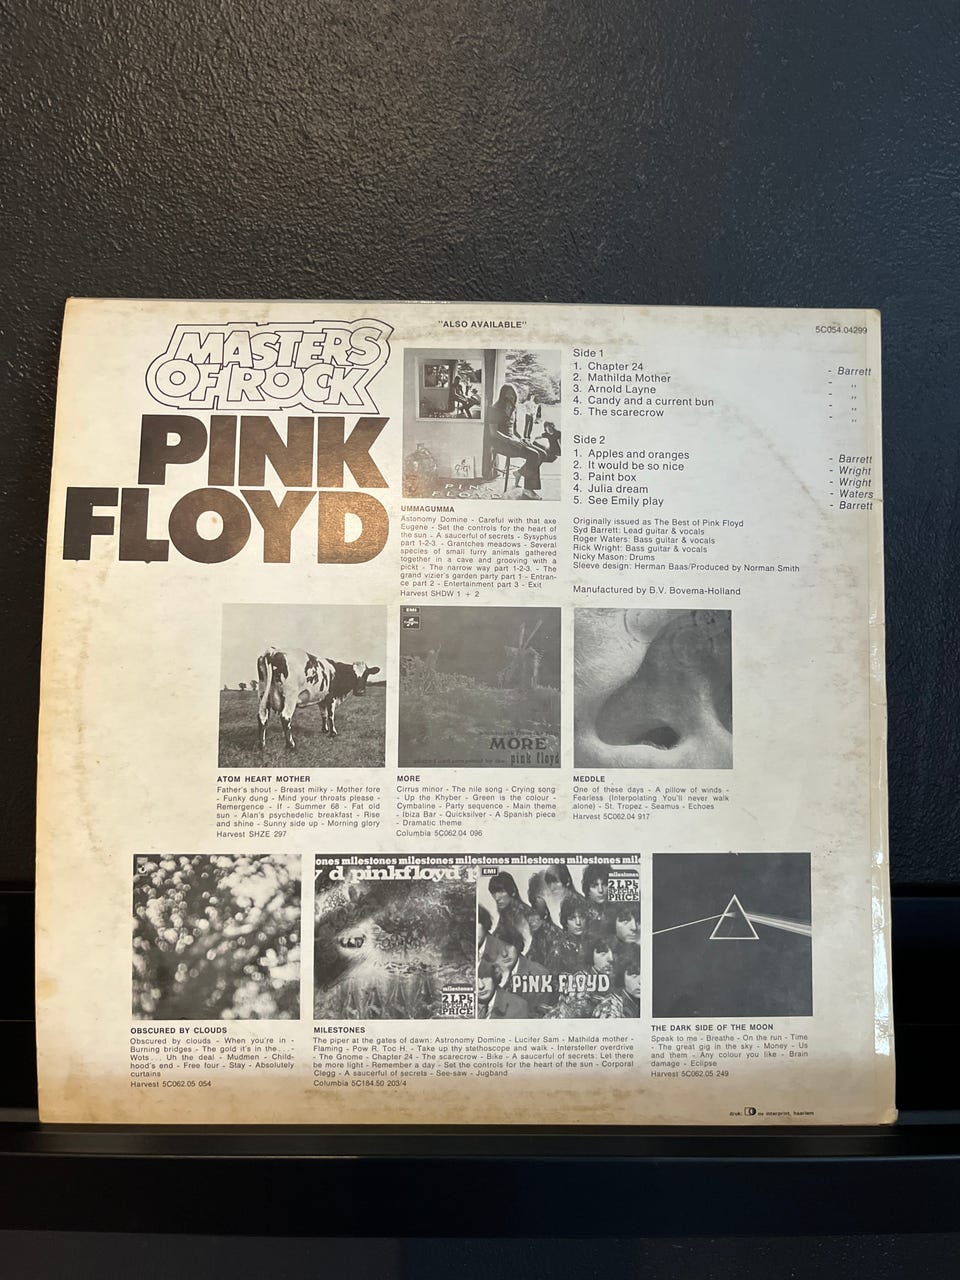 MASTERS
OF ROCK
PINK
FLOYD
"ALSO AVAILABLE"
5C054.04299
PINK
FLOYD
UMMAGUMMA
Astonomy Domine - Careful with that axe
Eugene - Set the controls for the heart of
the sun - A saucerful of secrets - Sysyphus
part 1-2-3. - Grantches meadows - Several
species of small furry animals gathered
together in a cave and grooving with a
pickt - The narrow way part 1-2-3. - The
grand vizier's garden party part 1 - Entran-
ce part 2 - Entertainment part 3 - Exit
Harvest SHDW 1 + 2
Side 1
1. Chapter 24 - Barrett
2. Mathilda Mother - ,,
3. Arnold Layne - ,,
4. Candy and a current bun - ,,
5. The scarecrow - ,,
Side 2
1. Apples and oranges - Barrett
2. It would be so nice - Wright
3. Paint box - Wright
4. Julia dream - Waters
5. See Emily play - Barrett
Originally issued as The Best of Pink Floyd
Syd Barrett: Lead guitar & vocals
Roger Waters: Bass guitar & vocals
Rick Wright: Bass guitar & vocals
Nicky Mason: Drums
Sleeve design: Herman Baas/Produced by Norman Smith
Manufactured by B.V. Bovema-Holland
ATOM HEART MOTHER
Father's shout - Breast milky - Mother fore
- Funky dung - Mind your throats please -
Remergence - If - Summer 68 - Fat old
sun - Alan's psychedelic breakfast - Rise
and shine - Sunny side up - Morning glory
Harvest SHZE 297
EMI
MORE
pink floyd
MORE
Cirrus minor - The nile song - Crying song
- Up the Khyber - Green is the colour -
Cymbaline - Party sequence - Main theme
- Ibiza Bar - Quicksilver - A Spanish piece
- Dramatic theme
Columbia 5C062.04 096
MEDDLE
One of these days - A pillow of winds -
Fearless (Interpolating You'll never walk
alone) - St. Tropez - Seamus - Echoes
Harvest 5C062.04 917
OBSCURED BY CLOUDS
Obscured by clouds - When you're in -
Burning bridges - The gold it's in the... -
Wots... Uh the deal - Mudmen - Child-
hood's end - Free four - Stay - Absolutely
curtains
Harvest 5C062.05 054
ones milestones milestones milestones milestones milestones mile
y d pinkfloyd p
EMI
milestones
2 LP's
SPECIAL
PRICE
milestones
2 LP's
SPECIAL
PRICE
PiNK FLOYD
MILESTONES
The piper at the gates of dawn: Astronomy Domine - Lucifer Sam - Mathilda mother -
Flaming - Pow R. Toc H. - Take up thy stethoscope and walk - Intersteller overdrive
- The Gnome - Chapter 24 - The scarecrow - Bike - A saucerful of secrets: Let there
be more light - Remember a day - Set the controls for the heart of the sun - Corporal
Clegg - A saucerful of secrets - See-saw - Jugband
Columbia 5C184.50 203/4
THE DARK SIDE OF THE MOON
Speak to me - Breathe - On the run - Time
- The great gig in the sky - Money - Us
and them - Any colour you like - Brain
damage - Eclipse
Harvest 5C062.05 249
druk: de interprint, haarlem